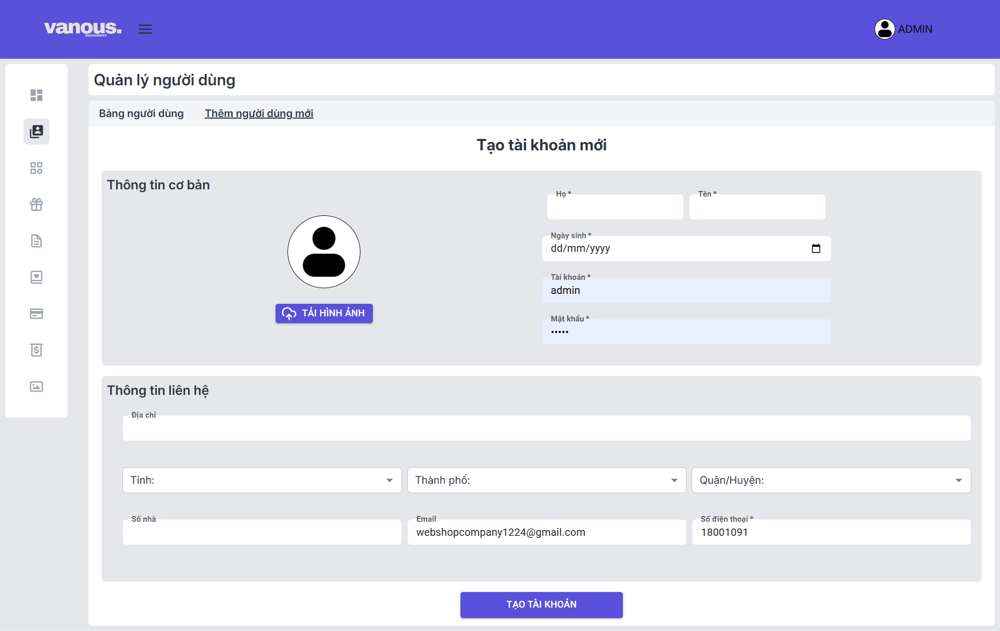 vanous.
MANAGEMENT
ADMIN
Quản lý người dùng
Bảng người dùng
Thêm người dùng mới
Tạo tài khoản mới
Thông tin cơ bản
Họ *
Tên *
Ngày sinh *
dd/mm/yyyy
Tài khoản *
admin
Mật khẩu *
•••••
TẢI HÌNH ẢNH
Thông tin liên hệ
Địa chỉ
Tỉnh:
Thành phố:
Quận/Huyện:
Số nhà
Email
webshopcompany1224@gmail.com
Số điện thoại *
18001091
TẠO TÀI KHOẢN